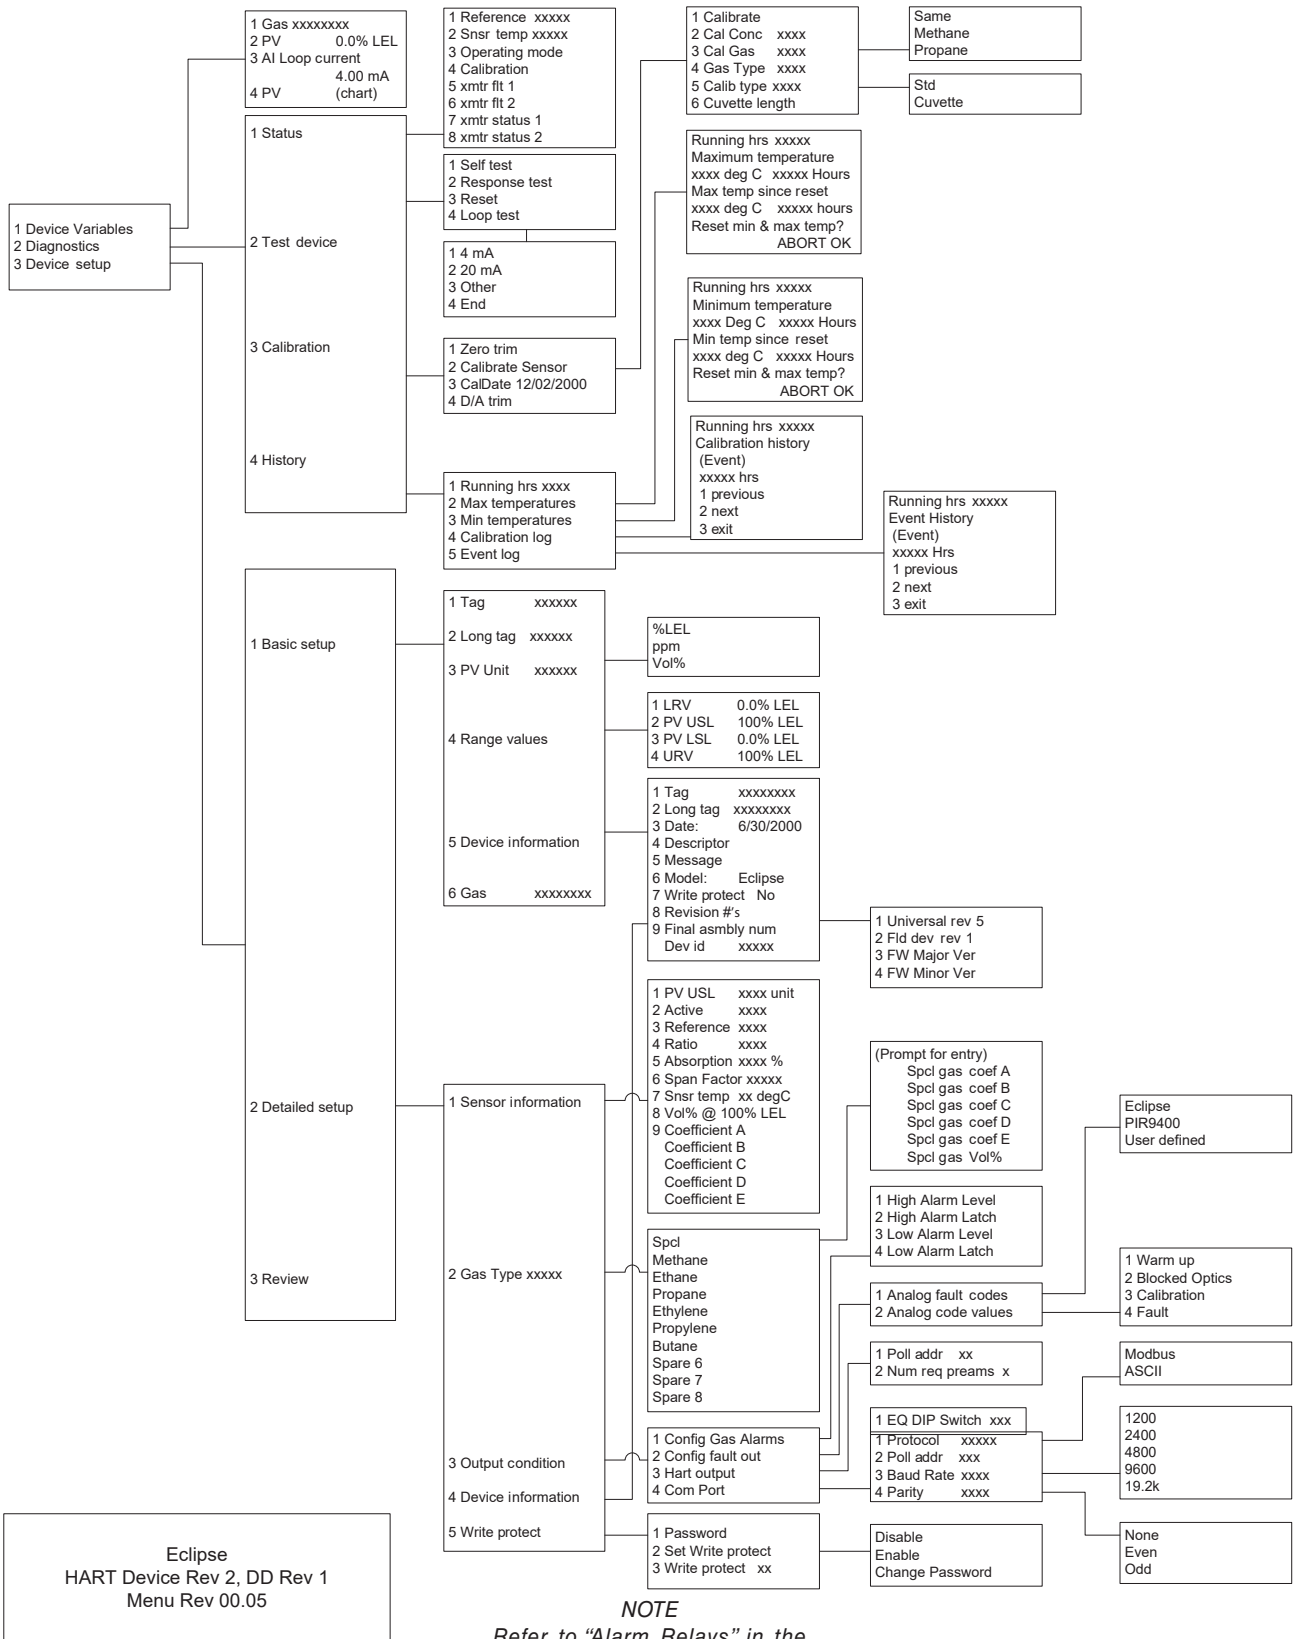 1 Device Variables
2 Diagnostics
3 Device setup
1 Gas xxxxxxxx
2 PV 0.0% LEL
3 AI Loop current
4.00 mA
4 PV (chart)
1 Status
2 Test device
3 Calibration
4 History
1 Reference xxxxx
2 Snsr temp xxxxx
3 Operating mode
4 Calibration
5 xmtr flt 1
6 xmtr flt 2
7 xmtr status 1
8 xmtr status 2
1 Self test
2 Response test
3 Reset
4 Loop test
1 4 mA
2 20 mA
3 Other
4 End
1 Zero trim
2 Calibrate Sensor
3 CalDate 12/02/2000
4 D/A trim
1 Running hrs xxxx
2 Max temperatures
3 Min temperatures
4 Calibration log
5 Event log
1 Calibrate
2 Cal Conc xxxx
3 Cal Gas xxxx
4 Gas Type xxxx
5 Calib type xxxx
6 Cuvette length
Same
Methane
Propane
Std
Cuvette
Running hrs xxxxx
Maximum temperature
xxxx deg C xxxxx Hours
Max temp since reset
xxxx deg C xxxxx hours
Reset min & max temp?
ABORT OK
Running hrs xxxxx
Minimum temperature
xxxx Deg C xxxxx Hours
Min temp since reset
xxxx deg C xxxxx Hours
Reset min & max temp?
ABORT OK
Running hrs xxxxx
Calibration history
(Event)
xxxxx hrs
1 previous
2 next
3 exit
Running hrs xxxxx
Event History
(Event)
xxxxx Hrs
1 previous
2 next
3 exit
1 Basic setup
2 Detailed setup
3 Review
1 Tag xxxxxx
2 Long tag xxxxxx
3 PV Unit xxxxxx
4 Range values
5 Device information
6 Gas xxxxxxxx
%LEL
ppm
Vol%
1 LRV 0.0% LEL
2 PV USL 100% LEL
3 PV LSL 0.0% LEL
4 URV 100% LEL
1 Tag xxxxxxxx
2 Long tag xxxxxxxx
3 Date: 6/30/2000
4 Descriptor
5 Message
6 Model: Eclipse
7 Write protect No
8 Revision #'s
9 Final asmbly num
Dev id xxxxx
1 Universal rev 5
2 Fld dev rev 1
3 FW Major Ver
4 FW Minor Ver
1 Sensor information
2 Gas Type xxxxx
3 Output condition
4 Device information
5 Write protect
1 PV USL xxxx unit
2 Active xxxx
3 Reference xxxx
4 Ratio xxxx
5 Absorption xxxx %
6 Span Factor xxxxx
7 Snsr temp xx degC
8 Vol% @ 100% LEL
9 Coefficient A
Coefficient B
Coefficient C
Coefficient D
Coefficient E
Spcl
Methane
Ethane
Propane
Ethylene
Propylene
Butane
Spare 6
Spare 7
Spare 8
(Prompt for entry)
Spcl gas coef A
Spcl gas coef B
Spcl gas coef C
Spcl gas coef D
Spcl gas coef E
Spcl gas Vol%
1 Config Gas Alarms
2 Config fault out
3 Hart output
4 Com Port
1 High Alarm Level
2 High Alarm Latch
3 Low Alarm Level
4 Low Alarm Latch
1 Analog fault codes
2 Analog code values
Eclipse
PIR9400
User defined
1 Warm up
2 Blocked Optics
3 Calibration
4 Fault
1 Poll addr xx
2 Num req preams x
1 EQ DIP Switch xxx
1 Protocol xxxxx
2 Poll addr xxx
3 Baud Rate xxxx
4 Parity xxxx
Modbus
ASCII
1200
2400
4800
9600
19.2k
None
Even
Odd
1 Password
2 Set Write protect
3 Write protect xx
Disable
Enable
Change Password
Eclipse
HART Device Rev 2, DD Rev 1
Menu Rev 00.05
NOTE
Refer to “Alarm Relays” in the